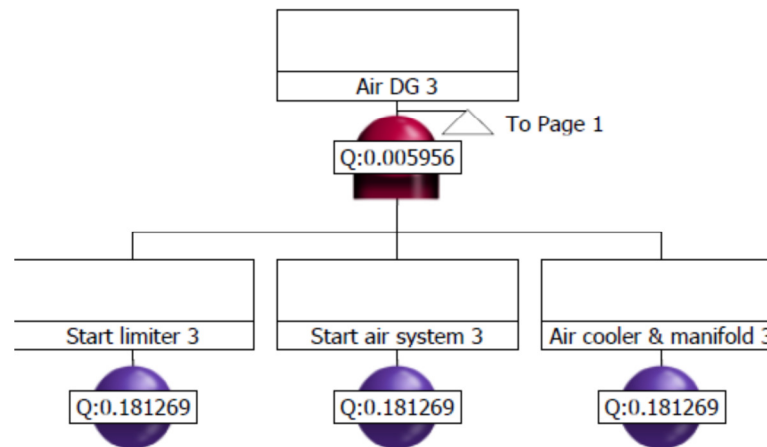 Air DG 3
To Page 1
Q:0.005956
Start limiter 3
Start air system 3
Air cooler & manifold 3
Q:0.181269
Q:0.181269
Q:0.181269